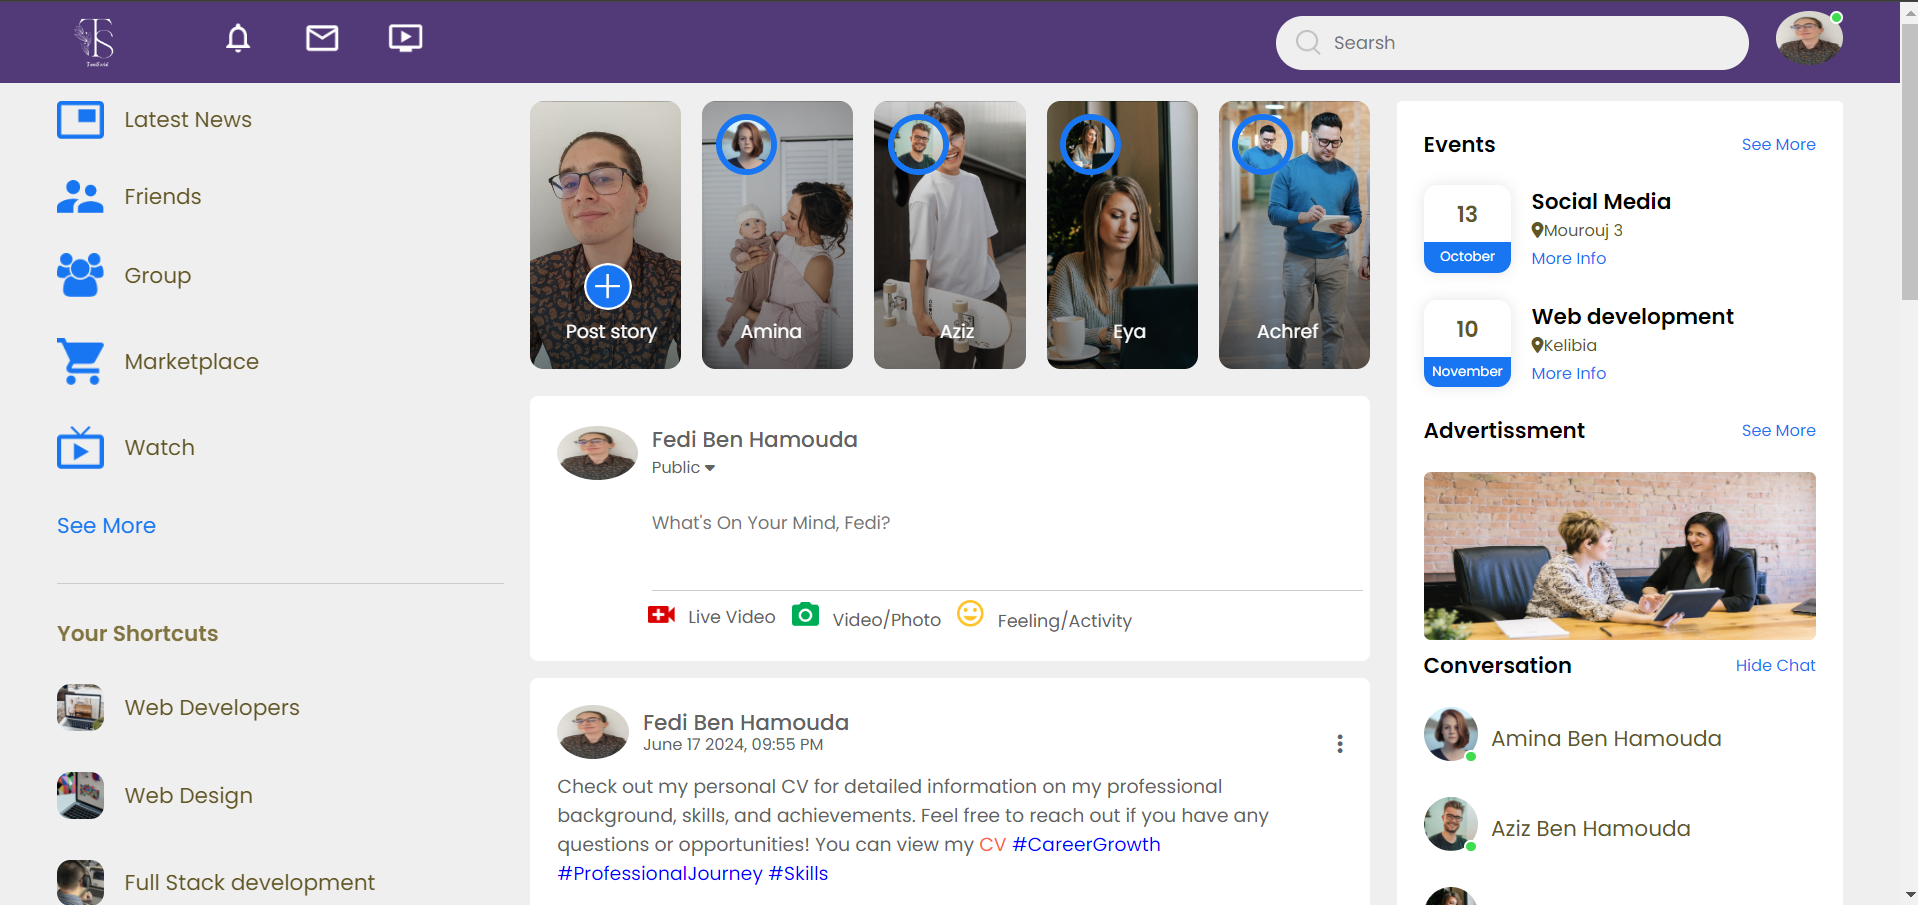 TS
Searsh
Latest News
Friends
Group
Marketplace
Watch
See More
Your Shortcuts
Web Developers
Web Design
Full Stack development
Post story
Amina
Aziz
Eya
Achref
Fedi Ben Hamouda
Public
What's On Your Mind, Fedi?
Live Video
Video/Photo
Feeling/Activity
Fedi Ben Hamouda
June 17 2024, 09:55 PM
Check out my personal CV for detailed information on my professional
background, skills, and achievements. Feel free to reach out if you have any
questions or opportunities! You can view my CV #CareerGrowth
#ProfessionalJourney #Skills
Events See More
13
October
Social Media
Mourouj 3
More Info
10
November
Web development
Kelibia
More Info
Advertissment See More
Conversation Hide Chat
Amina Ben Hamouda
Aziz Ben Hamouda